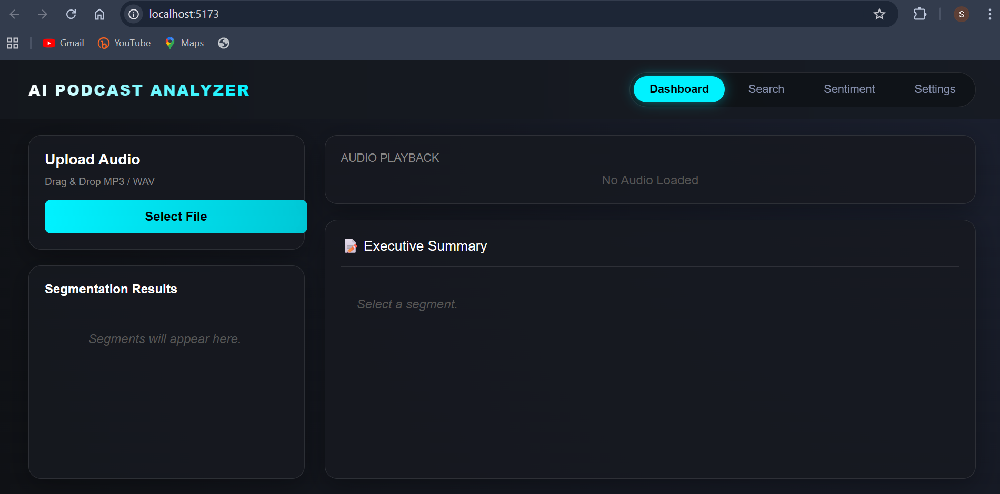 localhost:5173
S
Gmail
YouTube
Maps
AI PODCAST ANALYZER
Dashboard
Search
Sentiment
Settings
Upload Audio
Drag & Drop MP3 / WAV
Select File
Segmentation Results
Segments will appear here.
AUDIO PLAYBACK
No Audio Loaded
Executive Summary
Select a segment.